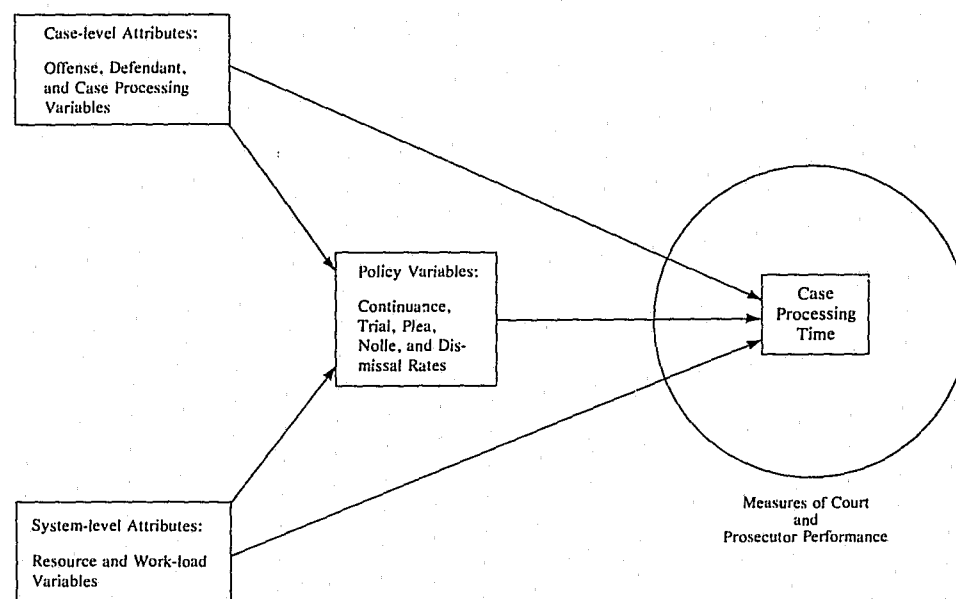 Case-level Attributes:
Offense, Defendant,
and Case Processing
Variables
Policy Variables:
Continuance,
Trial, Plea,
Nolle, and Dis-
missal Rates
Case
Processing
Time
System-level Attributes:
Resource and Work-load
Variables
Measures of Court
and
Prosecutor Performance